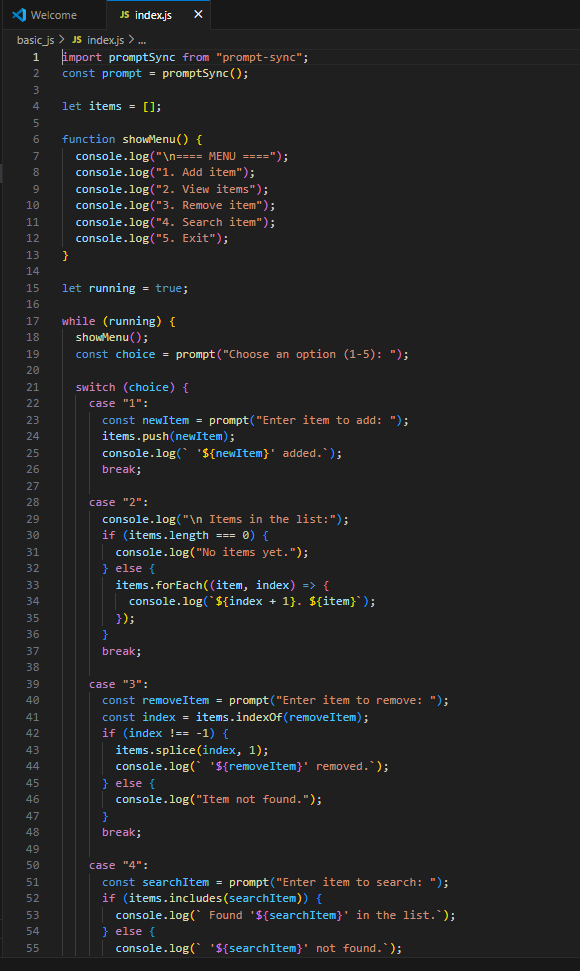 Welcome
JS index.js ×
basic_js > JS index.js > ...
1 import promptSync from "prompt-sync";
2 const prompt = promptSync();
3
4 let items = [];
5
6 function showMenu() {
7   console.log("\n==== MENU ====");
8   console.log("1. Add item");
9   console.log("2. View items");
10   console.log("3. Remove item");
11   console.log("4. Search item");
12   console.log("5. Exit");
13 }
14
15 let running = true;
16
17 while (running) {
18   showMenu();
19   const choice = prompt("Choose an option (1-5): ");
20
21   switch (choice) {
22     case "1":
23       const newItem = prompt("Enter item to add: ");
24       items.push(newItem);
25       console.log(` '${newItem}' added.`);
26       break;
27
28     case "2":
29       console.log("\n Items in the list:");
30       if (items.length === 0) {
31         console.log("No items yet.");
32       } else {
33         items.forEach((item, index) => {
34           console.log(`${index + 1}. ${item}`);
35         });
36       }
37       break;
38
39     case "3":
40       const removeItem = prompt("Enter item to remove: ");
41       const index = items.indexOf(removeItem);
42       if (index !== -1) {
43         items.splice(index, 1);
44         console.log(` '${removeItem}' removed.`);
45       } else {
46         console.log("Item not found.");
47       }
48       break;
49
50     case "4":
51       const searchItem = prompt("Enter item to search: ");
52       if (items.includes(searchItem)) {
53         console.log(` Found '${searchItem}' in the list.`);
54       } else {
55         console.log(` '${searchItem}' not found.`);